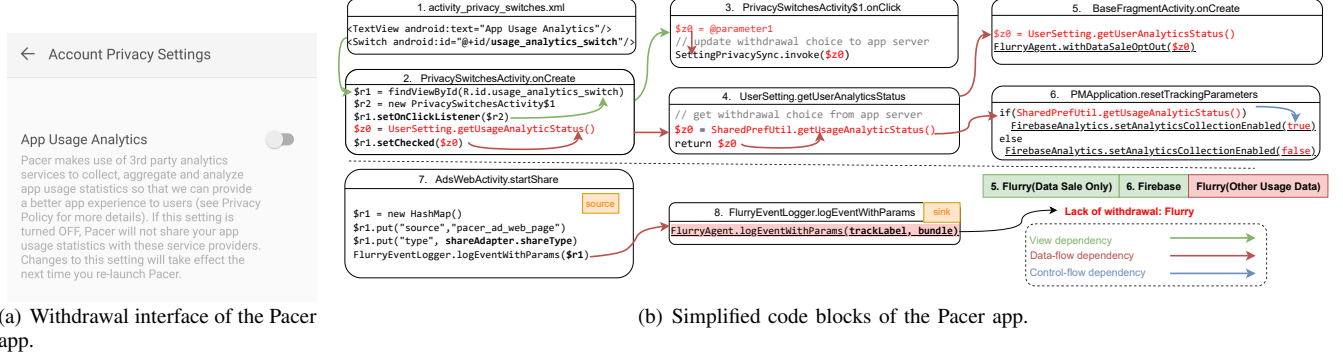 Account Privacy Settings
App Usage Analytics
Pacer makes use of 3rd party analytics
services to collect, aggregate and analyze
app usage statistics so that we can provide
a better app experience to users (see Privacy
Policy for more details). If this setting is
turned OFF, Pacer will not share your app
usage statistics with these service providers.
Changes to this setting will take effect the
next time you re-launch Pacer.
(a) Withdrawal interface of the Pacer
app.
1. activity_privacy_switches.xml
<TextView android:text="App Usage Analytics"/>
<Switch android:id="@+id/usage_analytics_switch"/>
2. PrivacySwitchesActivity.onCreate
$r1 = findViewById(R.id.usage_analytics_switch)
$r2 = new PrivacySwitchesActivity$1
$r1.setOnClickListener($r2)
$z0 = UserSetting.getUsageAnalyticStatus()
$r1.setChecked($z0)
3. PrivacySwitchesActivity$1.onClick
$z0 = @parameter1
// update withdrawal choice to app server
SettingPrivacySync.invoke($z0)
4. UserSetting.getUserAnalyticsStatus
// get withdrawal choice from app server
$z0 = SharedPrefUtil.getUsageAnalyticStatus()
return $z0
5. BaseFragmentActivity.onCreate
$z0 = UserSetting.getUsageAnalyticsStatus()
FlurryAgent.withDataSaleOptOut($z0)
6. PMApplication.resetTrackingParameters
if(SharedPrefUtil.getUsageAnalyticStatus())
FirebaseAnalytics.setAnalyticsCollectionEnabled(true)
else
FirebaseAnalytics.setAnalyticsCollectionEnabled(false)
7. AdsWebActivity.startShare
source
$r1 = new HashMap()
$r1.put("source","pacer_ad_web_page")
$r1.put("type", shareAdapter.shareType)
FlurryEventLogger.logEventWithParams($r1)
8. FlurryEventLogger.logEventWithParams
sink
FlurryAgent.logEventWithParams(trackLabel, bundle)
5. Flurry(Data Sale Only)
6. Firebase
Flurry(Other Usage Data)
Lack of withdrawal: Flurry
View dependency
Data-flow dependency
Control-flow dependency
(b) Simplified code blocks of the Pacer app.